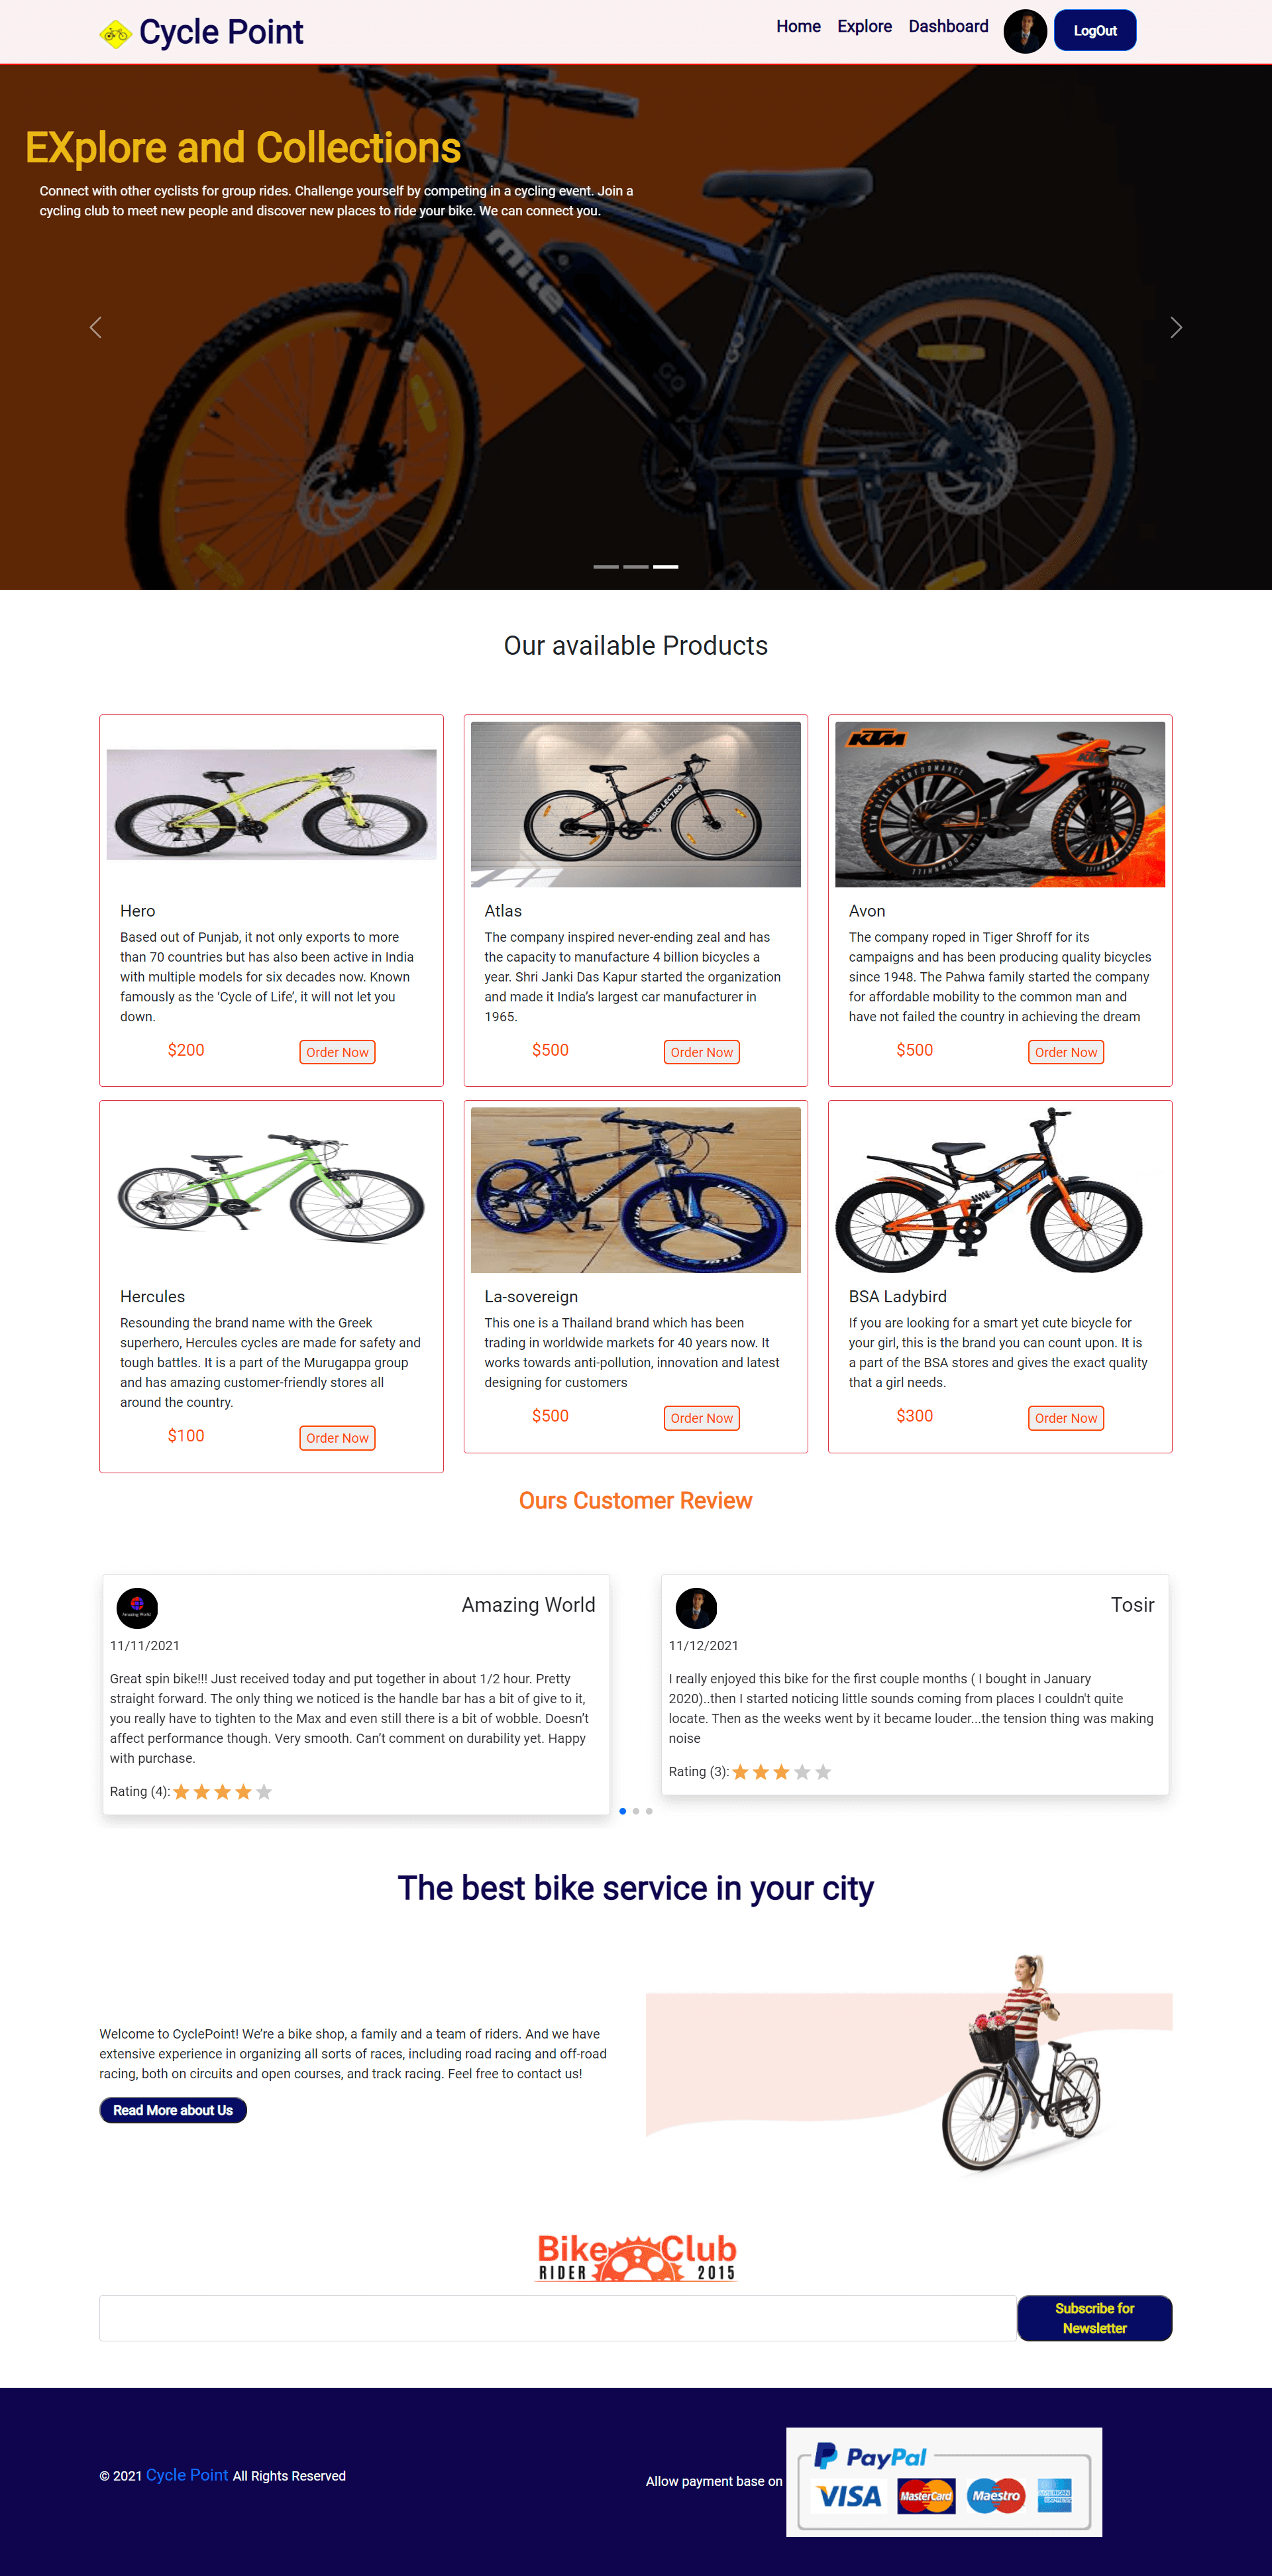 Cycle Point
Home Explore Dashboard LogOut
EXplore and Collections
Connect with other cyclists for group rides. Challenge yourself by competing in a cycling event. Join a
cycling club to meet new people and discover new places to ride your bike. We can connect you.
mile
GO
Our available Products
HERO LECTRO
KTM
KTM
Hero
Based out of Punjab, it not only exports to more
than 70 countries but has also been active in India
with multiple models for six decades now. Known
famously as the ‘Cycle of Life’, it will not let you
down.
$200 Order Now
Atlas
The company inspired never-ending zeal and has
the capacity to manufacture 4 billion bicycles a
year. Shri Janki Das Kapur started the organization
and made it India’s largest car manufacturer in
1965.
$500 Order Now
Avon
The company roped in Tiger Shroff for its
campaigns and has been producing quality bicycles
since 1948. The Pahwa family started the company
for affordable mobility to the common man and
have not failed the country in achieving the dream
$500 Order Now
EPIC
Hercules
Resounding the brand name with the Greek
superhero, Hercules cycles are made for safety and
tough battles. It is a part of the Murugappa group
and has amazing customer-friendly stores all
around the country.
$100 Order Now
La-sovereign
This one is a Thailand brand which has been
trading in worldwide markets for 40 years now. It
works towards anti-pollution, innovation and latest
designing for customers
$500 Order Now
BSA Ladybird
If you are looking for a smart yet cute bicycle for
your girl, this is the brand you can count upon. It is
a part of the BSA stores and gives the exact quality
that a girl needs.
$300 Order Now
Ours Customer Review
Amazing World
Amazing World
11/11/2021
Great spin bike!!! Just received today and put together in about 1/2 hour. Pretty
straight forward. The only thing we noticed is the handle bar has a bit of give to it,
you really have to tighten to the Max and even still there is a bit of wobble. Doesn’t
affect performance though. Very smooth. Can’t comment on durability yet. Happy
with purchase.
Rating (4):
Tosir
11/12/2021
I really enjoyed this bike for the first couple months ( I bought in January
2020)..then I started noticing little sounds coming from places I couldn't quite
locate. Then as the weeks went by it became louder...the tension thing was making
noise
Rating (3):
The best bike service in your city
Welcome to CyclePoint! We’re a bike shop, a family and a team of riders. And we have
extensive experience in organizing all sorts of races, including road racing and off-road
racing, both on circuits and open courses, and track racing. Feel free to contact us!
Read More about Us
Bike Club
RIDER 2015
Subscribe for
Newsletter
© 2021 Cycle Point All Rights Reserved
Allow payment base on
PayPal
VISA MasterCard Maestro AMERICAN EXPRESS